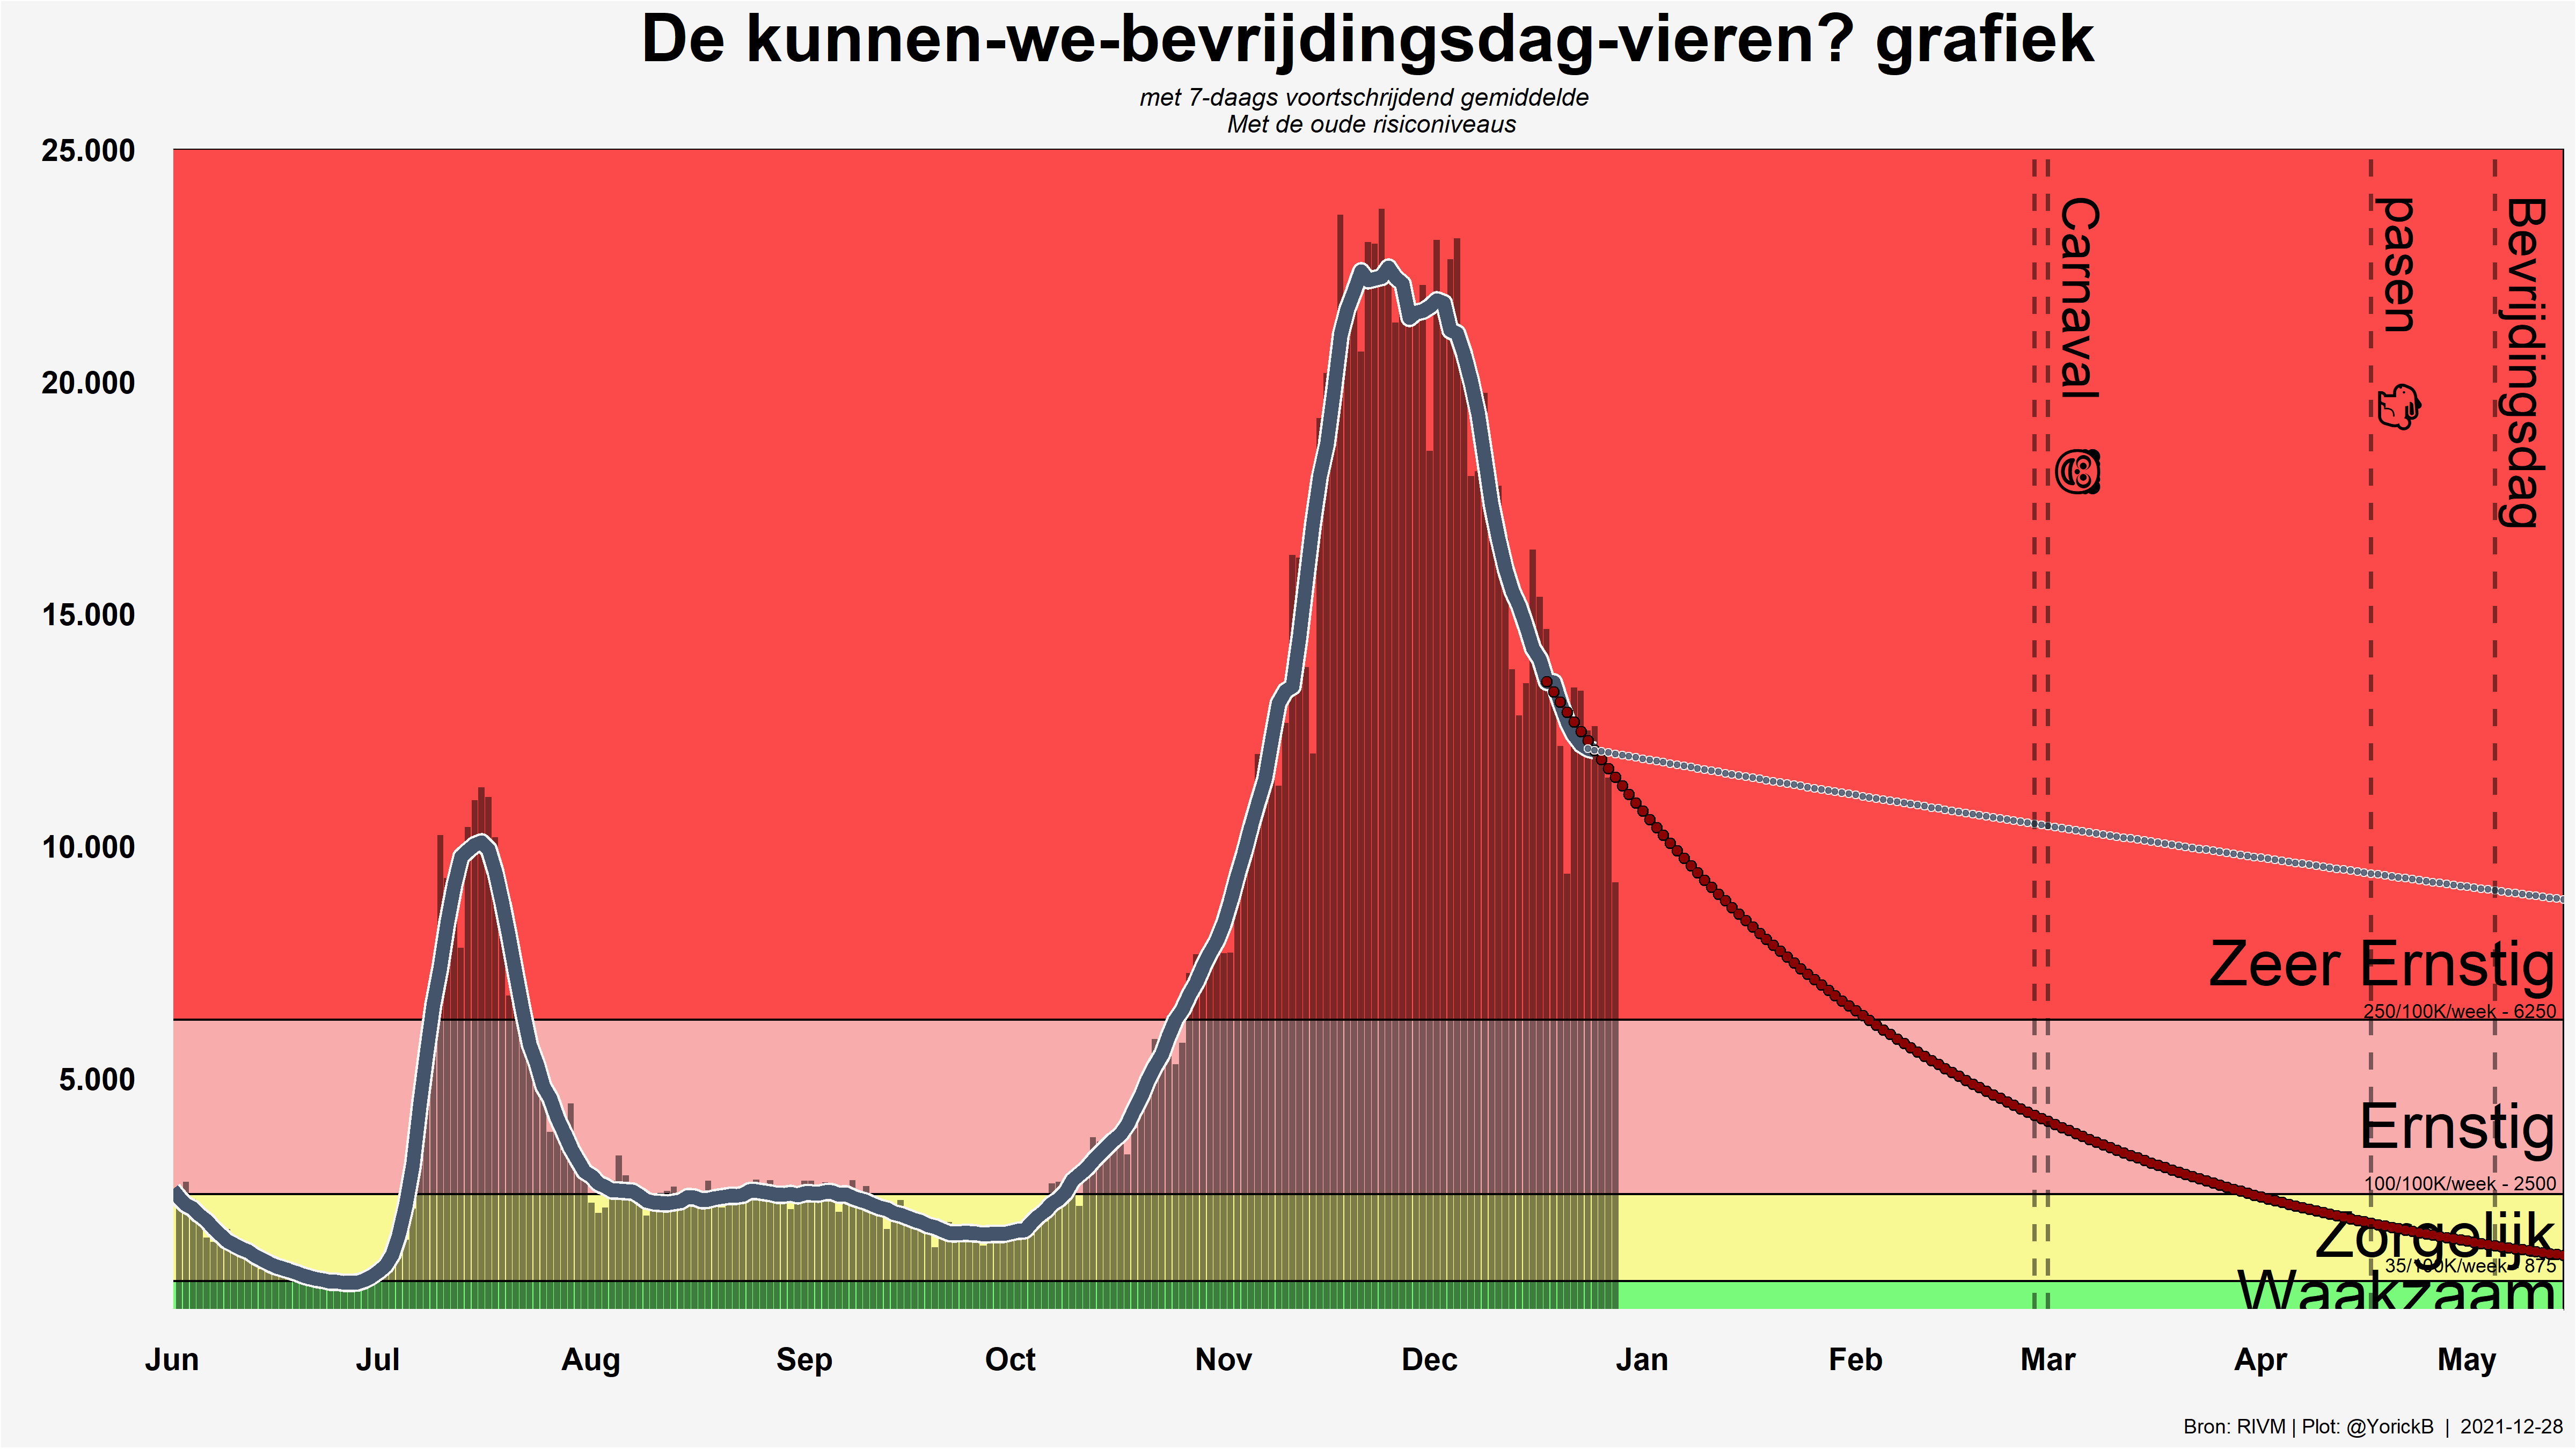 De kunnen-we-bevrijdingsdag-vieren? grafiek
met 7-daags voortschrijdend gemiddelde
Met de oude risiconiveaus
25.000
20.000
15.000
10.000
5.000
Carnaval
pasen
Bevrijdingsdag
Zeer Ernstig
250/100K/week - 6250
Ernstig
100/100K/week - 2500
Zorgelijk
35/100K/week - 875
Waakzaam
Jun Jul Aug Sep Oct Nov Dec Jan Feb Mar Apr May
Bron: RIVM | Plot: @YorickB | 2021-12-28